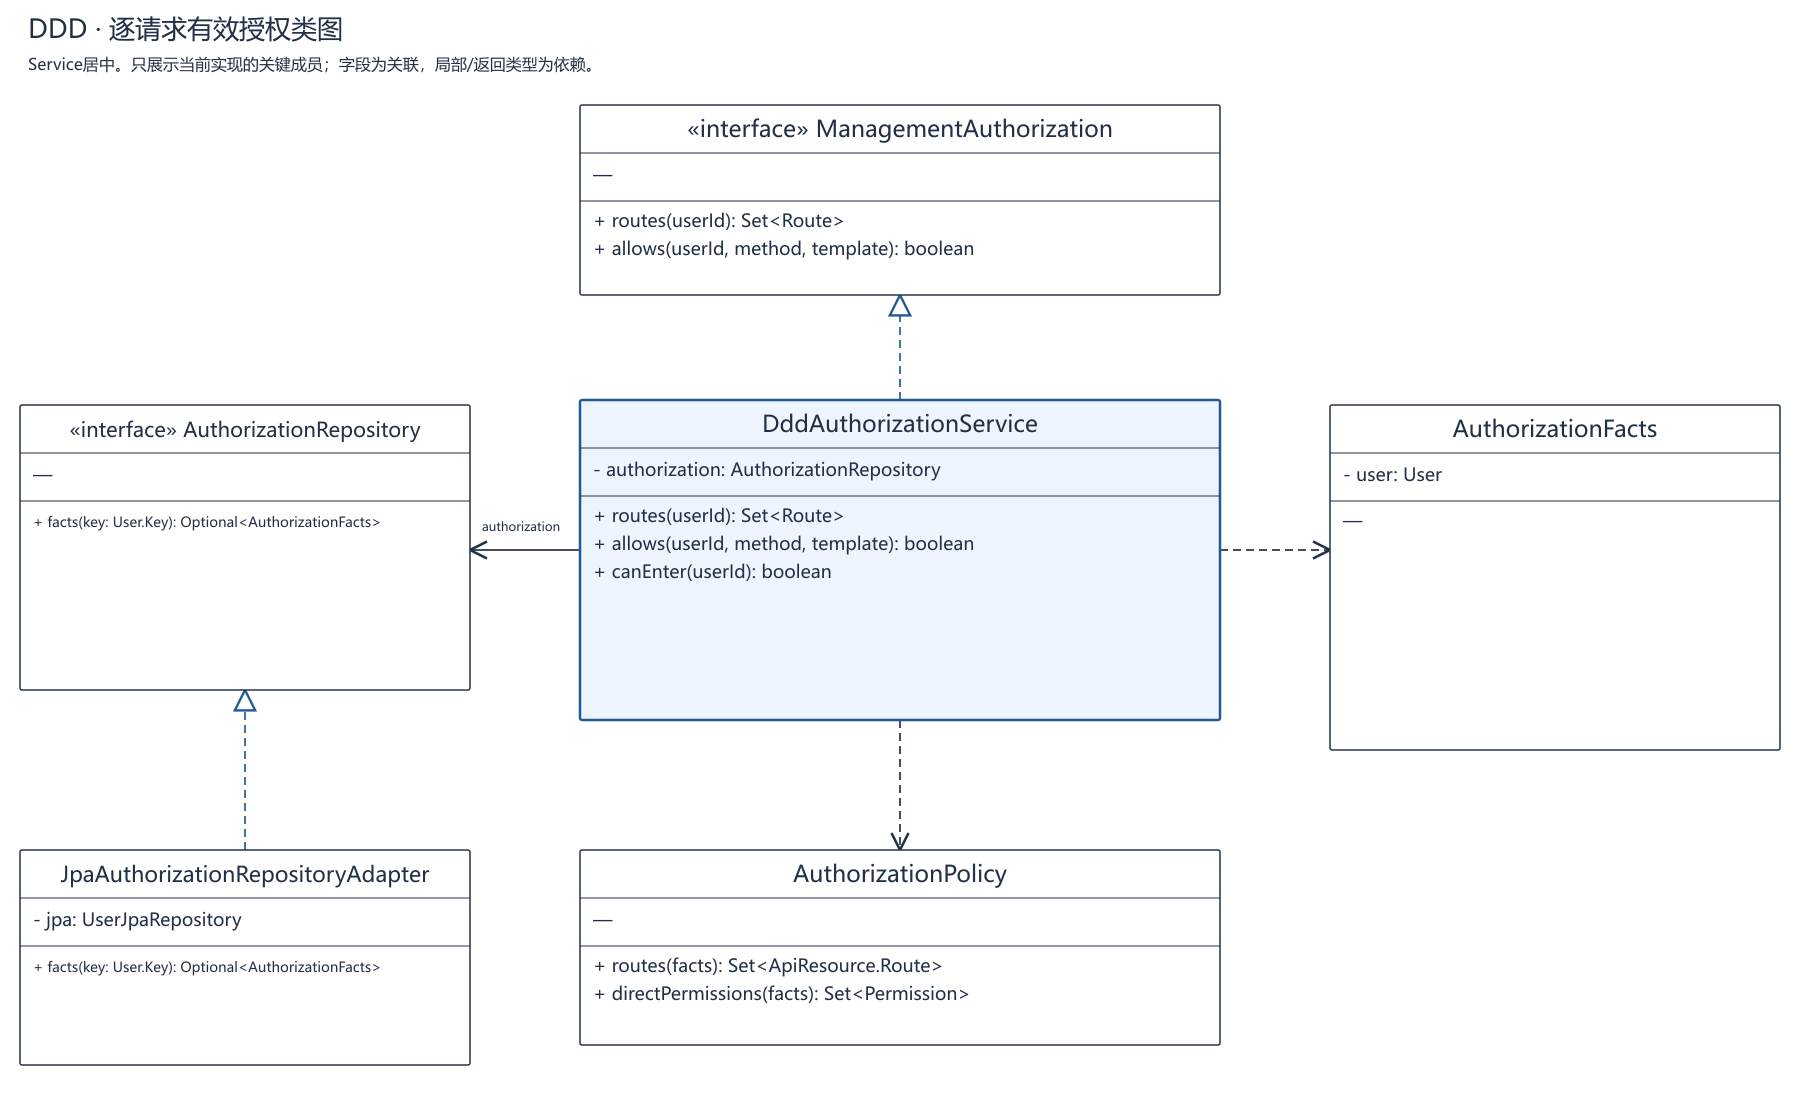 DDD · 逐请求有效授权类图
Service居中。只展示当前实现的关键成员；字段为关联，局部/返回类型为依赖。
«interface» ManagementAuthorization
—
+ routes(userId): Set<Route>
+ allows(userId, method, template): boolean
«interface» AuthorizationRepository
—
+ facts(key: User.Key): Optional<AuthorizationFacts>
authorization
DddAuthorizationService
- authorization: AuthorizationRepository
+ routes(userId): Set<Route>
+ allows(userId, method, template): boolean
+ canEnter(userId): boolean
AuthorizationFacts
- user: User
—
JpaAuthorizationRepositoryAdapter
- jpa: UserJpaRepository
+ facts(key: User.Key): Optional<AuthorizationFacts>
AuthorizationPolicy
—
+ routes(facts): Set<ApiResource.Route>
+ directPermissions(facts): Set<Permission>